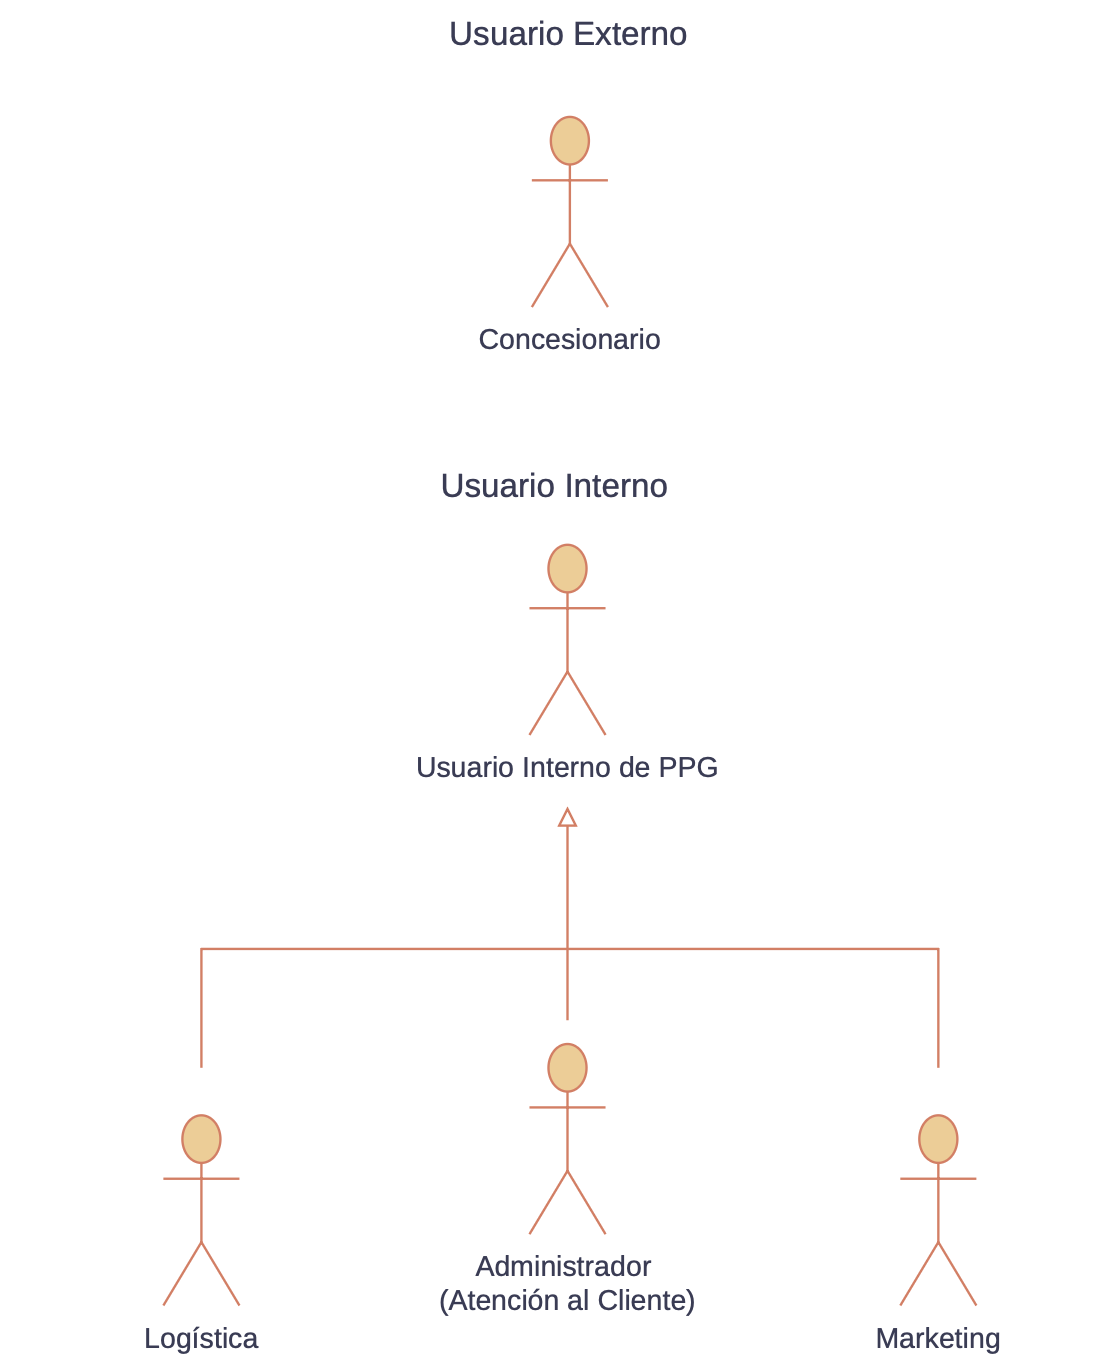 Usuario Externo
Concesionario
Usuario Interno
Usuario Interno de PPG
Administrador
(Atención al Cliente)
Logística
Marketing